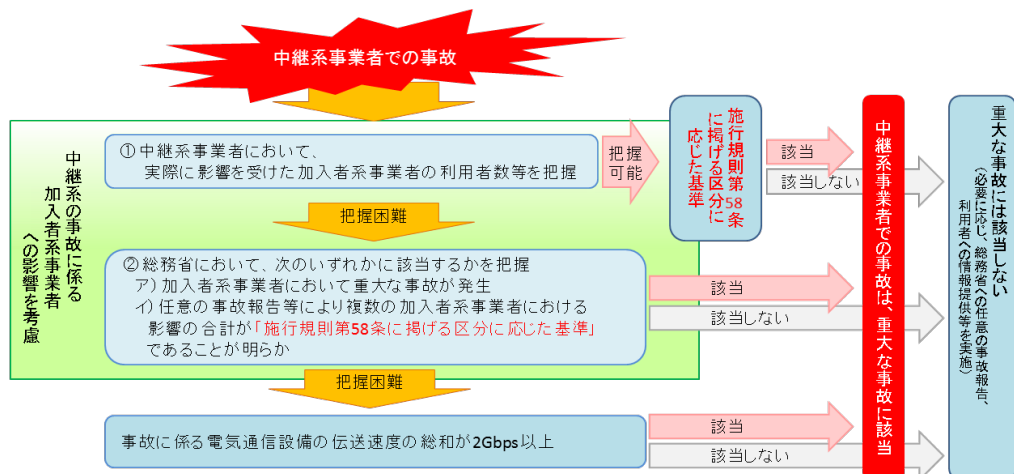 中継系事業者での事故
中継系の事故に係る
加入者系事業者
への影響を考慮
①中継系事業者において、
実際に影響を受けた加入者系事業者の利用者数等を把握
把握
可能
施行規則第58条
に掲げる区分に
応じた基準
該当
該当しない
把握困難
②総務省において、次のいずれかに該当するかを把握
ア)加入者系事業者において重大な事故が発生
イ)任意の事故報告等により複数の加入者系事業者における
影響の合計が「施行規則第58条に掲げる区分に応じた基準」
であることが明らか
該当
該当しない
把握困難
事故に係る電気通信設備の伝送速度の総和が2Gbps以上
該当
該当しない
中継系事業者での事故は、重大な事故に該当
重大な事故には該当しない
(必要に応じ、総務省への任意の事故報告、
利用者への情報提供等を実施)